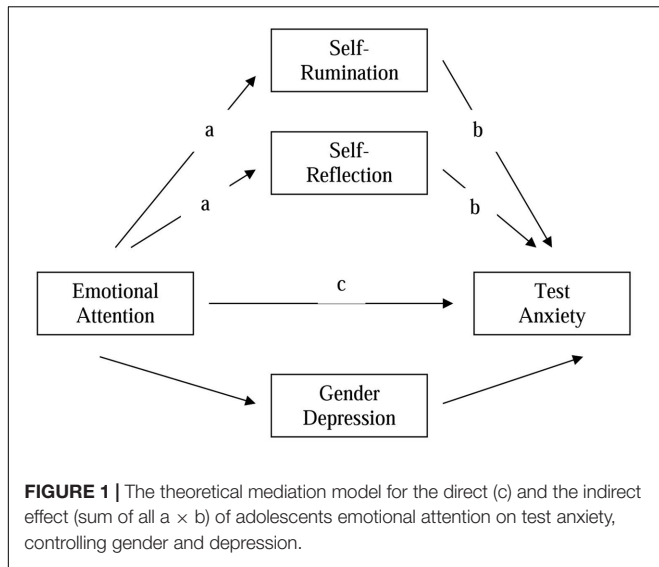 Self-
Rumination
a
b
Self-
Reflection
a
b
Emotional
Attention
c
Test
Anxiety
Gender
Depression
FIGURE 1 | The theoretical mediation model for the direct (c) and the indirect
effect (sum of all a × b) of adolescents emotional attention on test anxiety,
controlling gender and depression.